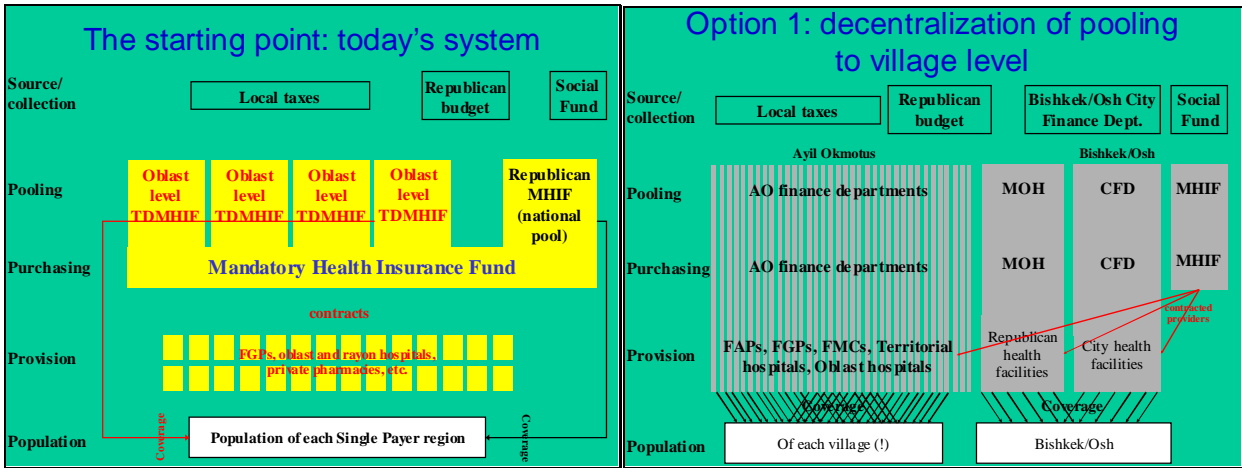 The starting point: today's system
Source/
collection
Local taxes
Republican
budget
Social
Fund
Pooling
Oblast
level
TDMHIF
Oblast
level
TDMHIF
Oblast
level
TDMHIF
Oblast
level
TDMHIF
Republican
MHIF
(national
pool)
Purchasing
Mandatory Health Insurance Fund
contracts
Provision
FGPs, oblast and rayon hospitals,
private pharmacies, etc.
Coverage
Coverage
Population
Population of each Single Payer region
Option 1: decentralization of pooling
to village level
Source/
collection
Local taxes
Republican
budget
Bishkek/Osh City
Finance Dept.
Social
Fund
Ayil Okmotus
Bishkek/Osh
Pooling
AO finance departments
MOH
CFD
MHIF
Purchasing
AO finance departments
MOH
CFD
MHIF
contracted
providers
Provision
FAPs, FGPs, FMCs, Territorial
hospitals, Oblast hospitals
Republican
health
facilities
City health
facilities
Coverage
Coverage
Population
Of each village (!)
Bishkek/Osh